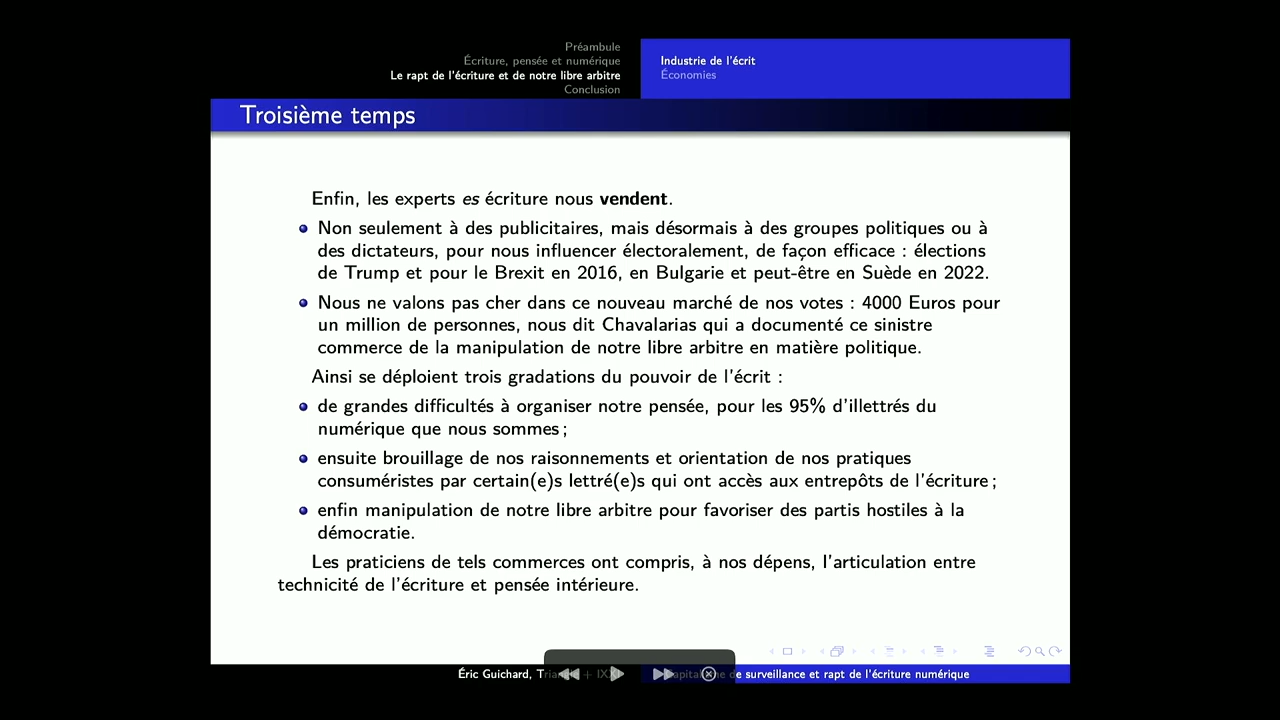 Préambule
Écriture, pensée et numérique
Le rapt de l'écriture et de notre libre arbitre
Conclusion
Industrie de l'écrit
Économies
Troisième temps
Enfin, les experts es écriture nous vendent.
Non seulement à des publicitaires, mais désormais à des groupes politiques ou à
des dictateurs, pour nous influencer électoralement, de façon efficace : élections
de Trump et pour le Brexit en 2016, en Bulgarie et peut-être en Suède en 2022.
Nous ne valons pas cher dans ce nouveau marché de nos votes : 4000 Euros pour
un million de personnes, nous dit Chavalarias qui a documenté ce sinistre
commerce de la manipulation de notre libre arbitre en matière politique.
Ainsi se déploient trois gradations du pouvoir de l'écrit :
de grandes difficultés à organiser notre pensée, pour les 95% d'illettrés du
numérique que nous sommes ;
ensuite brouillage de nos raisonnements et orientation de nos pratiques
consuméristes par certain(e)s lettré(e)s qui ont accès aux entrepôts de l'écriture ;
enfin manipulation de notre libre arbitre pour favoriser des partis hostiles à la
démocratie.
Les praticiens de tels commerces ont compris, à nos dépens, l'articulation entre
technicité de l'écriture et pensée intérieure.
Éric Guichard,
de surveillance et rapt de l'écriture numérique